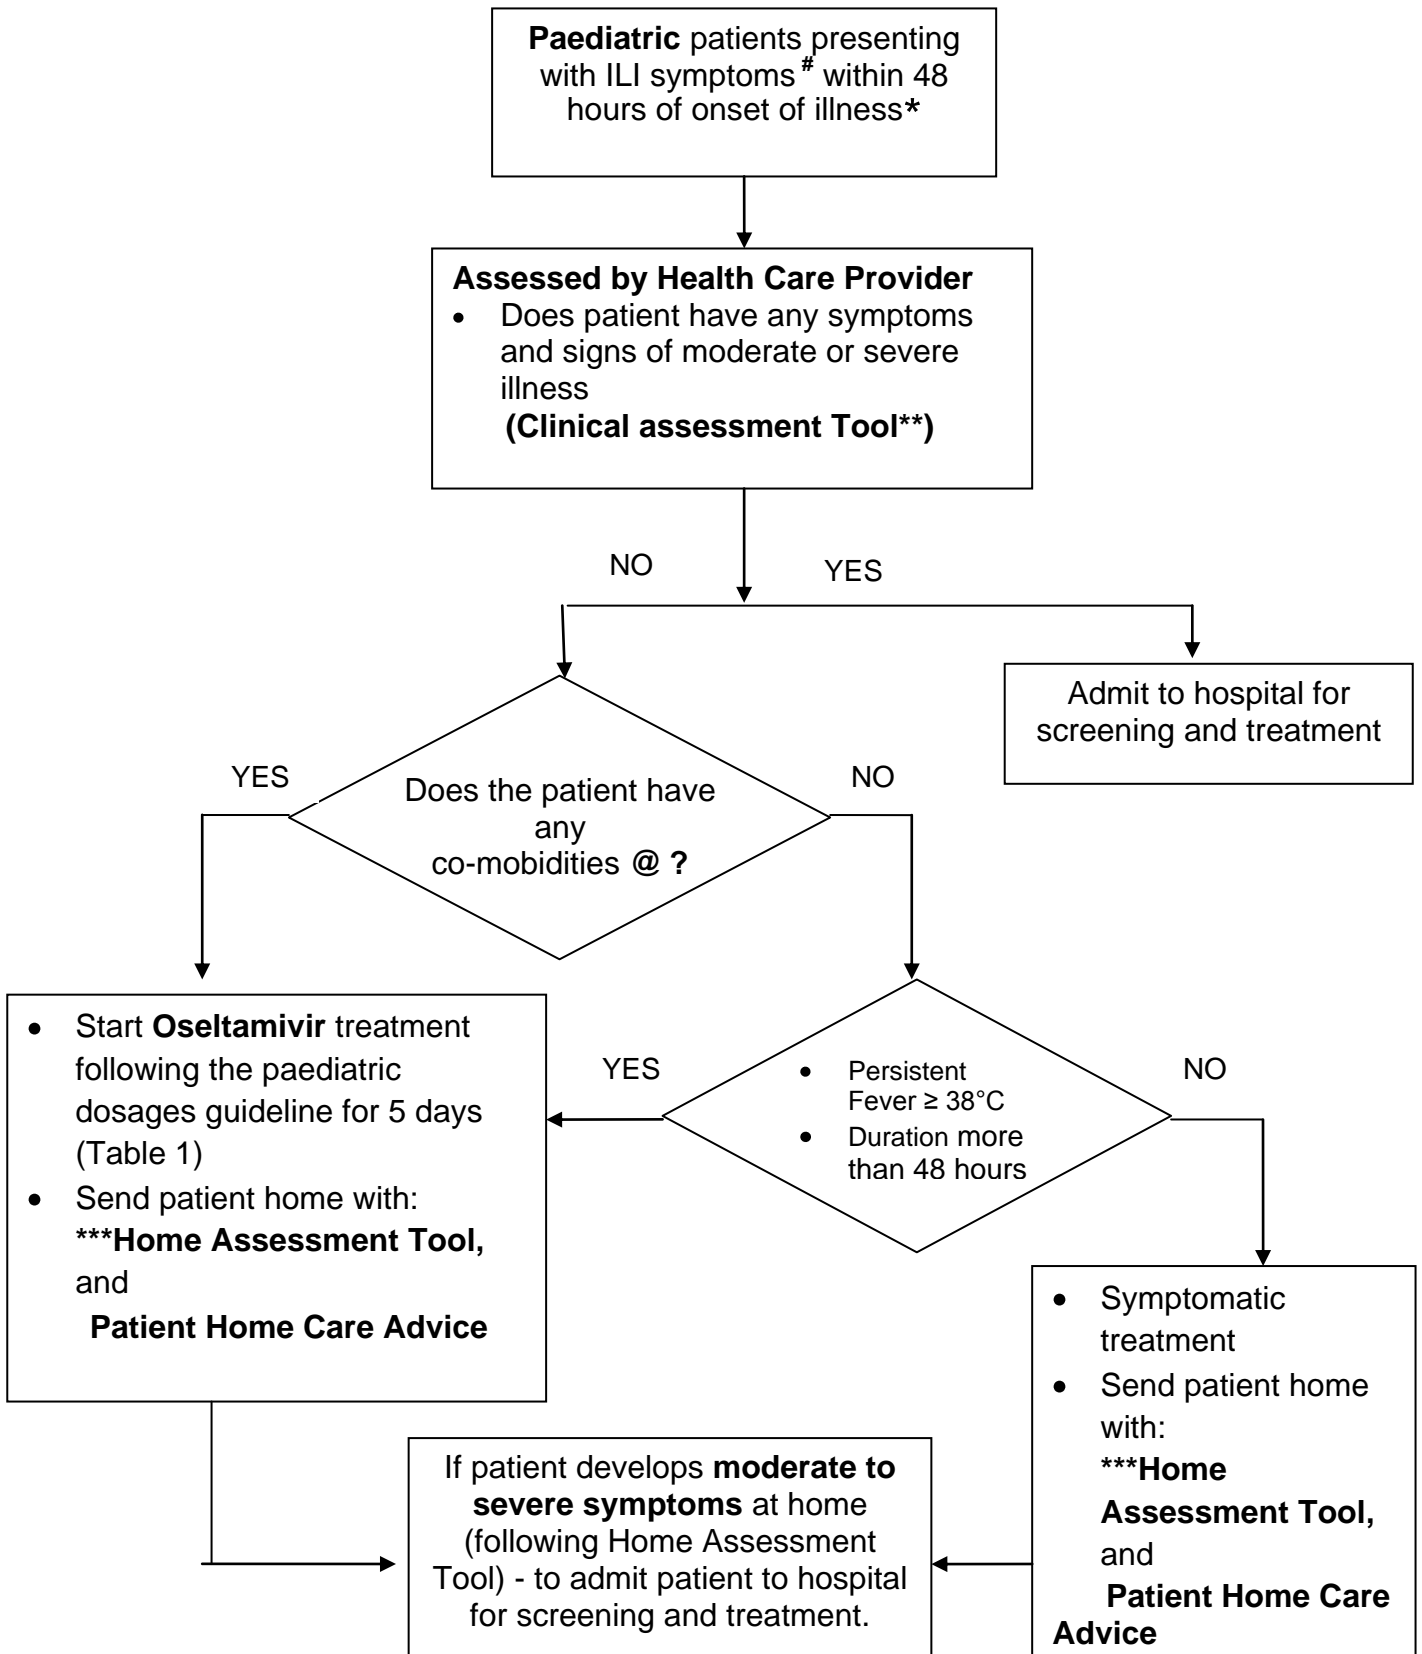 Paediatric patients presenting
with ILI symptoms # within 48
hours of onset of illness*
Assessed by Health Care Provider
• Does patient have any symptoms
and signs of moderate or severe
illness
(Clinical assessment Tool**)
NO
YES
Admit to hospital for
screening and treatment
YES
NO
Does the patient have
any
co-mobidities @ ?
• Start Oseltamivir treatment
following the paediatric
dosages guideline for 5 days
(Table 1)
• Send patient home with:
***Home Assessment Tool,
and
Patient Home Care Advice
YES
NO
• Persistent
Fever ≥ 38°C
• Duration more
than 48 hours
• Symptomatic
treatment
• Send patient home
with:
***Home
Assessment Tool,
and
Patient Home Care
Advice
If patient develops moderate to
severe symptoms at home
(following Home Assessment
Tool) - to admit patient to hospital
for screening and treatment.